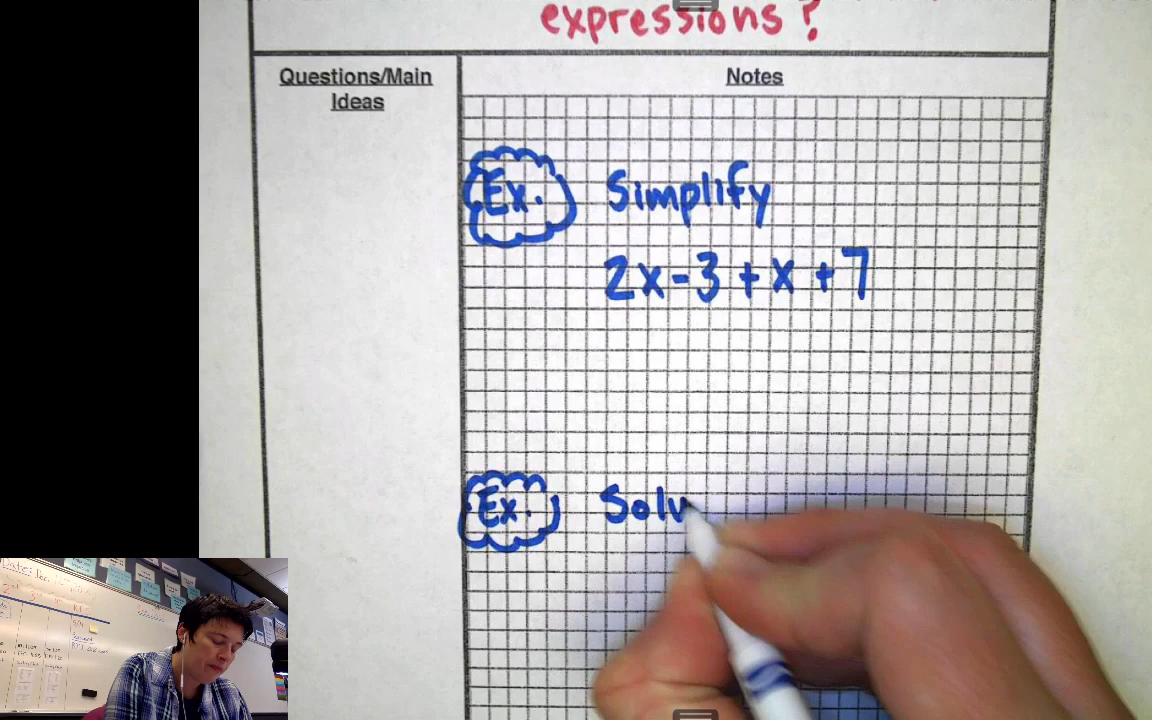 expressions?
Questions/Main
Ideas
Notes
Ex. Simplify
2x-3+x+7
Ex. Solv